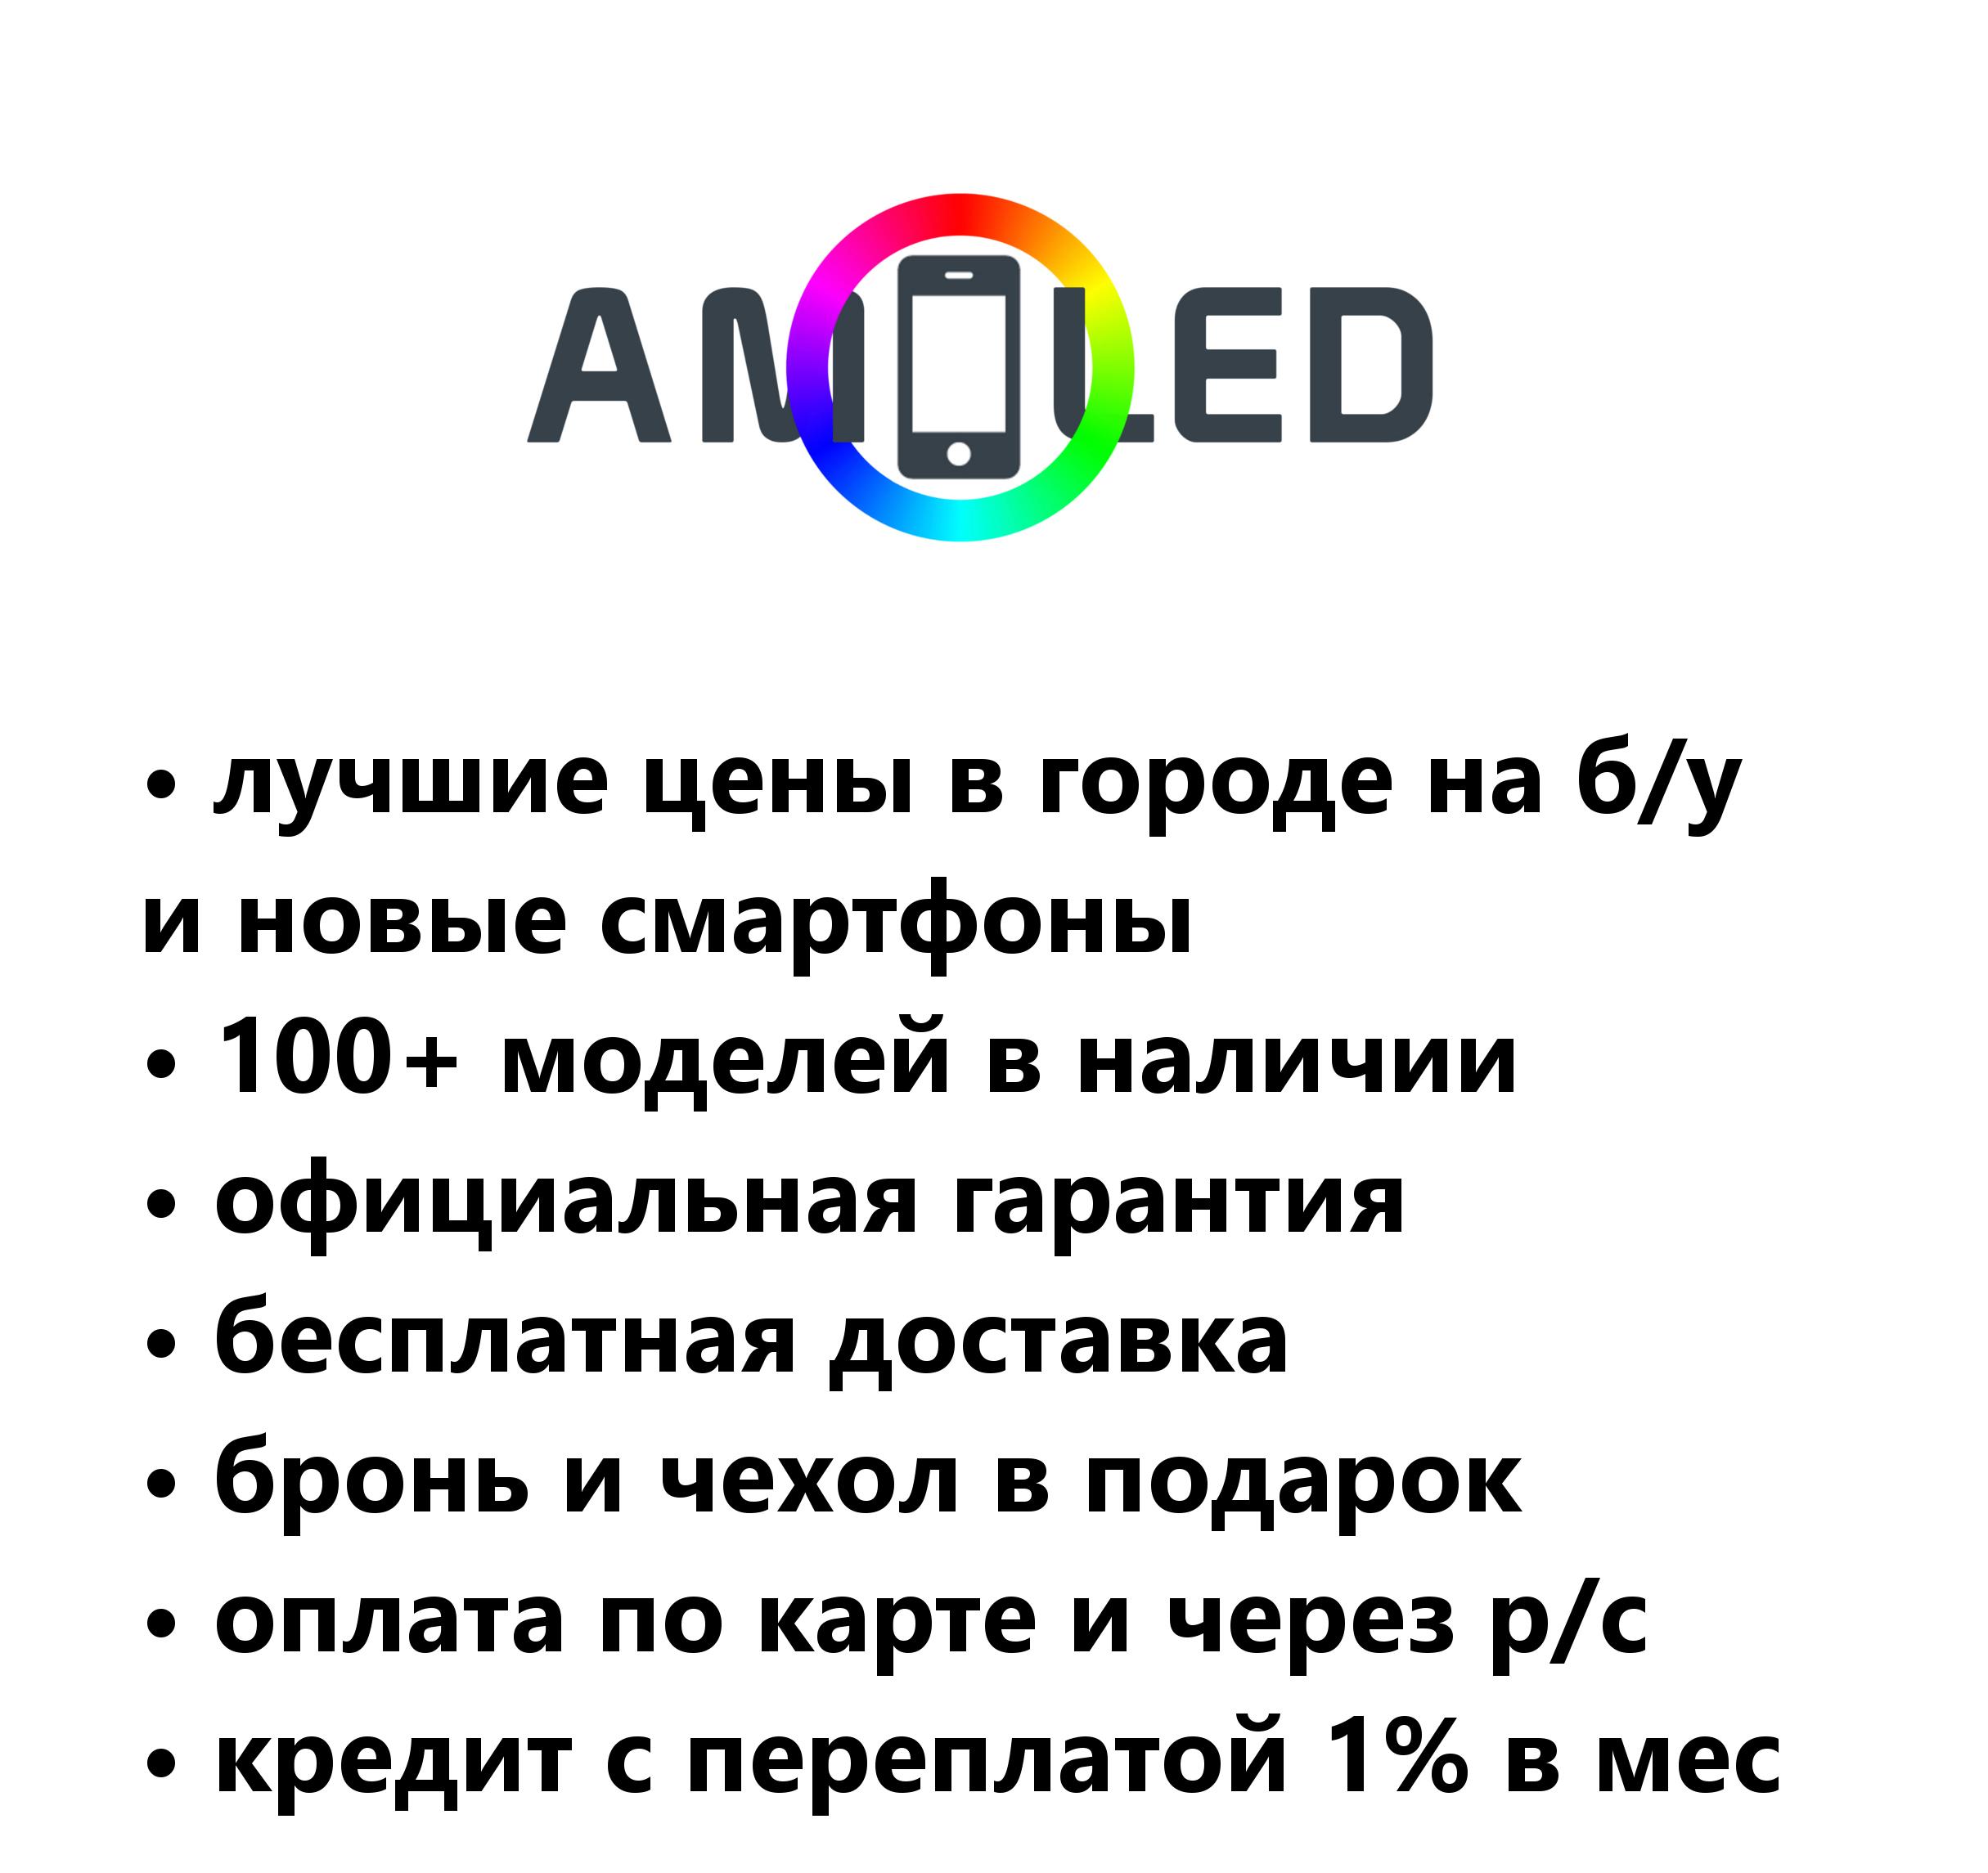 AMOLED
• лучшие цены в городе на б/у
и новые смартфоны
• 100+ моделей в наличии
• официальная гарантия
• бесплатная доставка
• бронь и чехол в подарок
• оплата по карте и через р/с
• кредит с переплатой 1% в мес